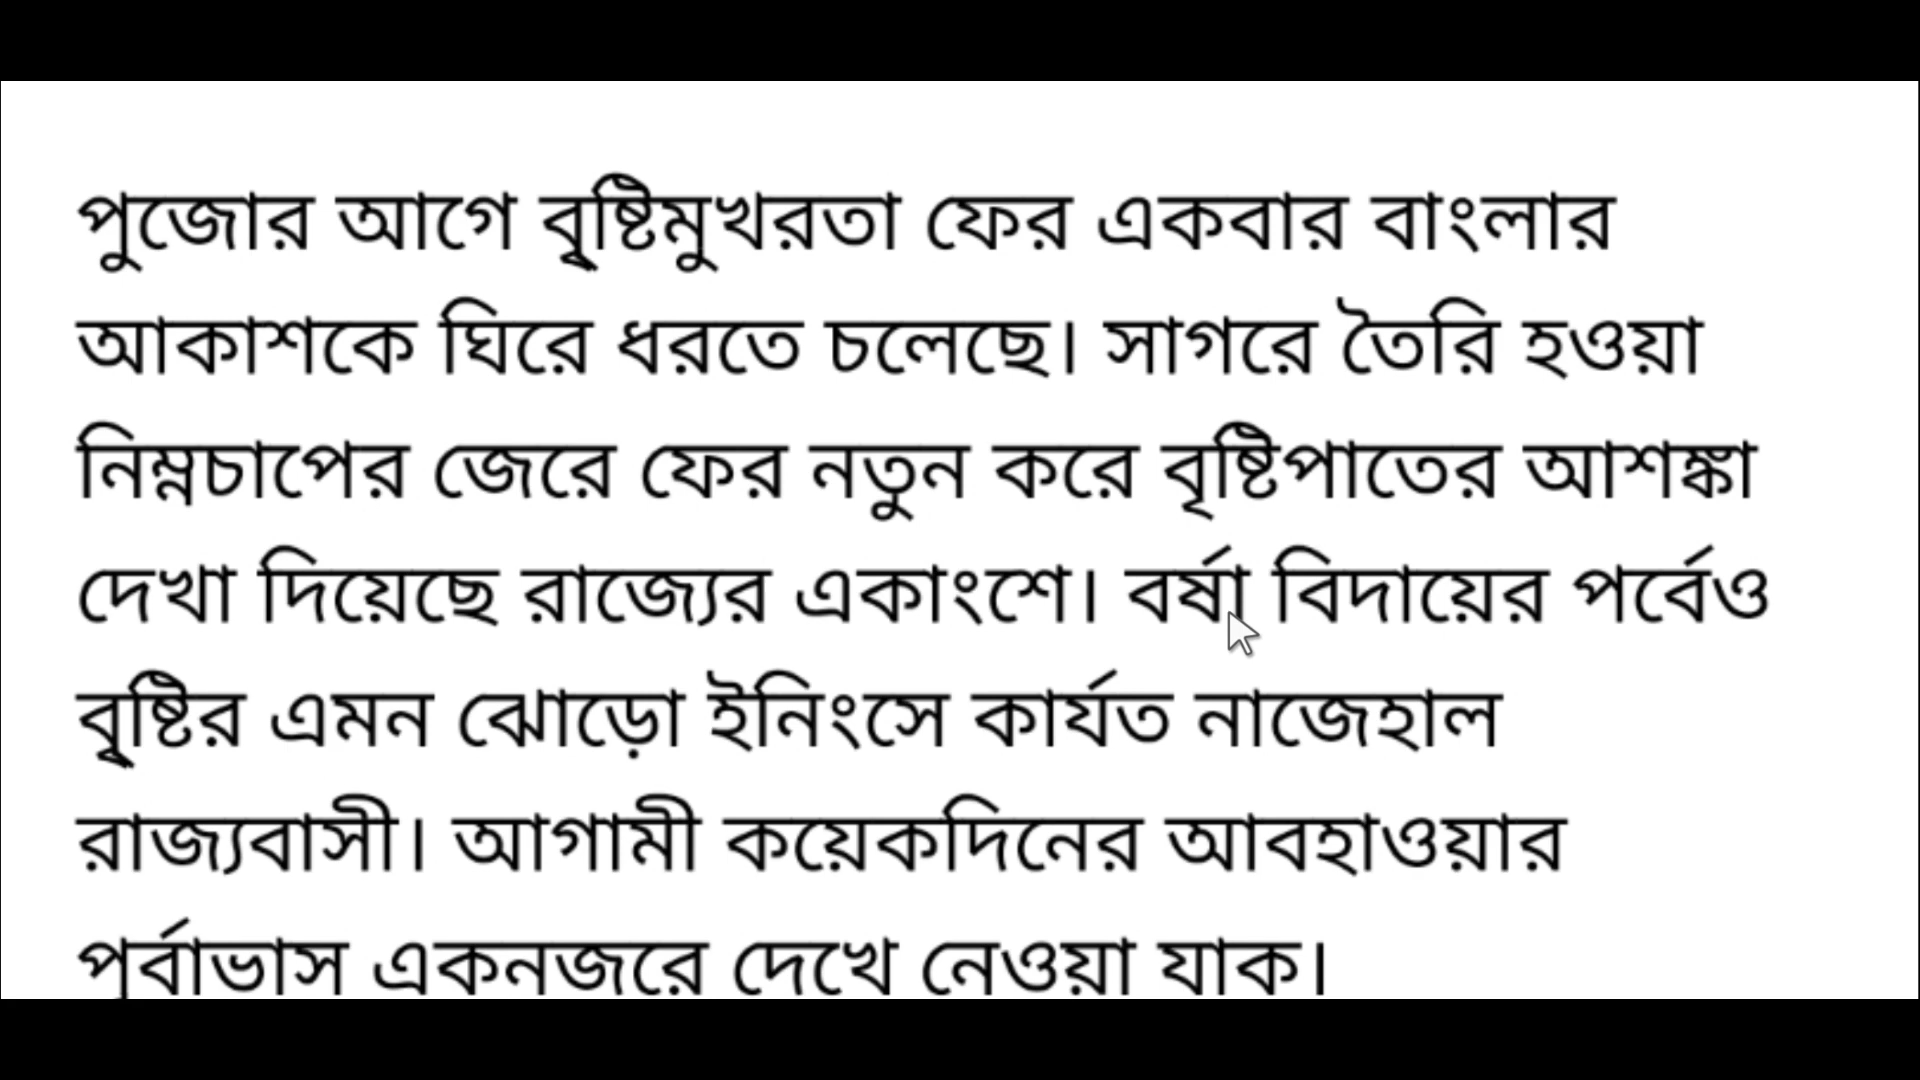 পুজোর আগে বৃ্ষ্টিমুখরতা ফের একবার বাংলার
আকাশকে ঘিরে ধরতে চলেছে। সাগরে তৈরি হওয়া
নিম্নচাপের জেরে ফের নতুন করে বৃষ্টিপাতের আশঙ্কা
দেখা দিয়েছে রাজ্যের একাংশে। বর্ষা বিদায়ের পর্বেও
বৃ্ষ্টির এমন ঝোড়ো ইনিংসে কার্যত নাজেহাল
রাজ্যবাসী। আগামী কয়েকদিনের আবহাওয়ার
পূর্বাভাস একনজরে দেখে নেওয়া যাক।